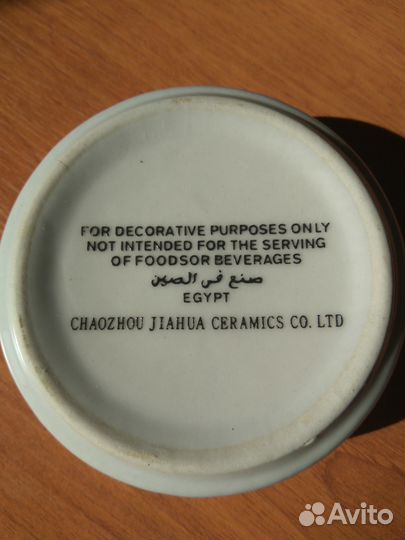 FOR DECORATIVE PURPOSES ONLY
NOT INTENDED FOR THE SERVING
OF FOODSOR BEVERAGES
صنع في الصين
EGYPT
CHAOZHOU JIAHUA CERAMICS CO. LTD
Avito